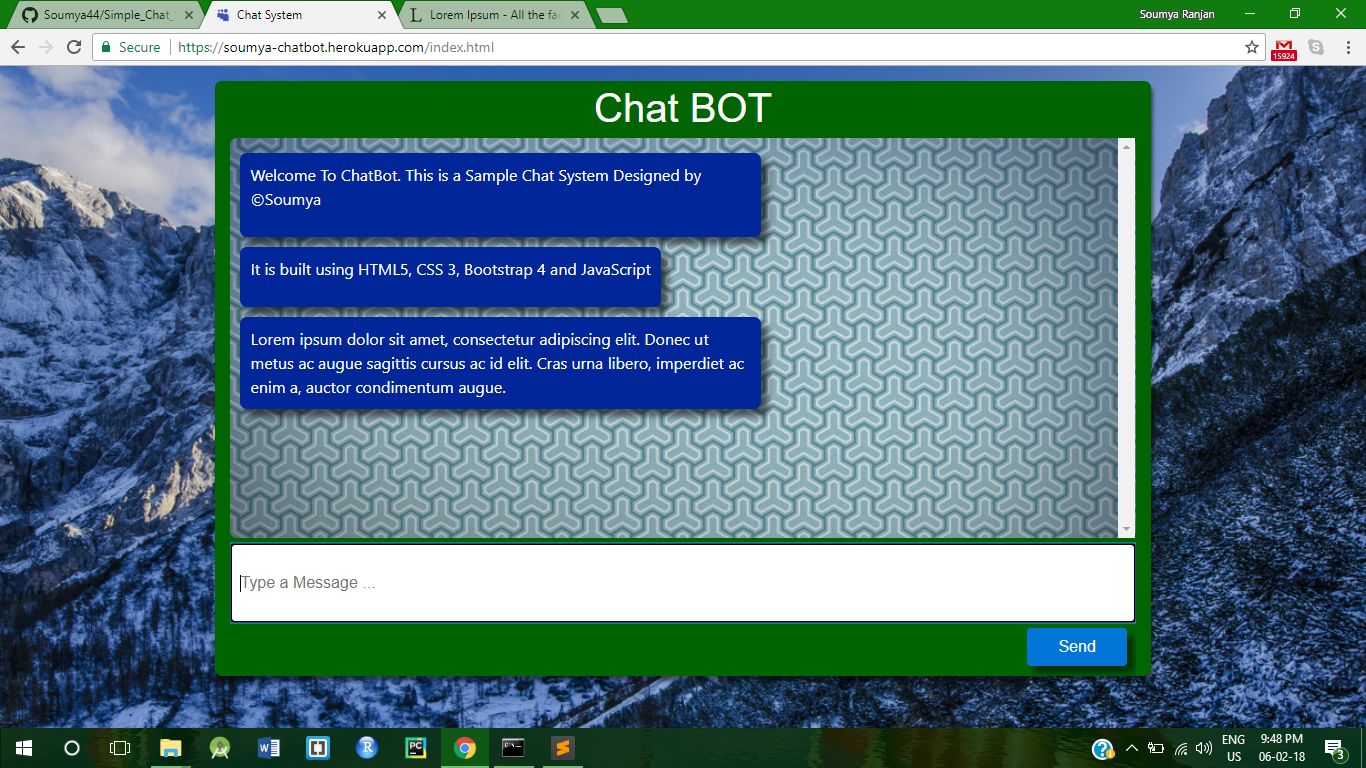 Soumya44/Simple_Chat_
Chat System
Lorem Ipsum - All the fac
Soumya Ranjan
Secure
https://soumya-chatbot.herokuapp.com/index.html
15924
Chat BOT
Welcome To ChatBot. This is a Sample Chat System Designed by
©Soumya
It is built using HTML5, CSS 3, Bootstrap 4 and JavaScript
Lorem ipsum dolor sit amet, consectetur adipiscing elit. Donec ut
metus ac augue sagittis cursus ac id elit. Cras urna libero, imperdiet ac
enim a, auctor condimentum augue.
Type a Message ...
Send
ENG
US
9:48 PM
06-02-18
3